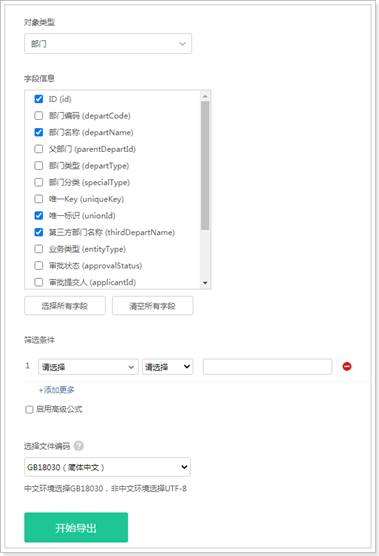 对象类型
部门
字段信息
ID (id)
部门编码 (departCode)
部门名称 (departName)
父部门 (parentDepartId)
部门类型 (departType)
部门分类 (specialType)
唯一Key (uniqueKey)
唯一标识 (unionId)
第三方部门名称 (thirdDepartName)
业务类型 (entityType)
审批状态 (approvalStatus)
审批提交人 (applicantId)
选择所有字段 清空所有字段
筛选条件
1 请选择 请选择
+添加更多
启用高级公式
选择文件编码 ?
GB18030（简体中文）
中文环境选择GB18030，非中文环境选择UTF-8
开始导出